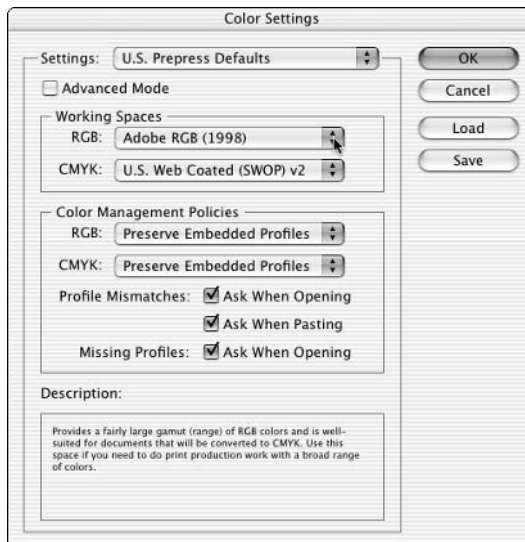 Color Settings
Settings: U.S. Prepress Defaults
Advanced Mode
Working Spaces
RGB: Adobe RGB (1998)
CMYK: U.S. Web Coated (SWOP) v2
Color Management Policies
RGB: Preserve Embedded Profiles
CMYK: Preserve Embedded Profiles
Profile Mismatches: Ask When Opening
Ask When Pasting
Missing Profiles: Ask When Opening
Description:
Provides a fairly large gamut (range) of RGB colors and is well-
suited for documents that will be converted to CMYK. Use this
space if you need to do print production work with a broad range
of colors.
OK
Cancel
Load
Save